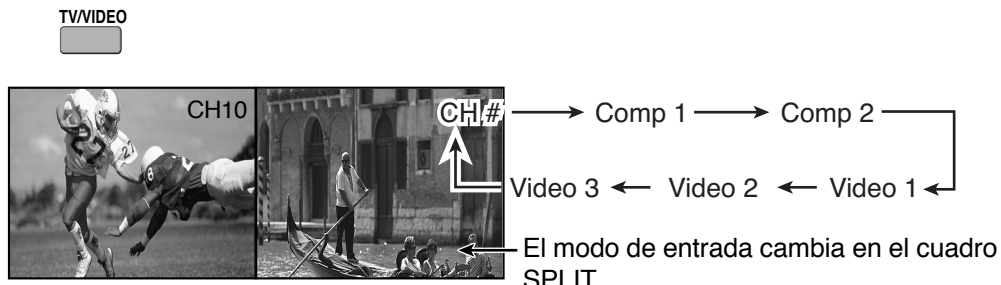 TV/VIDEO
CH10
CH# Comp 1 Comp 2
Video 3 Video 2 Video 1
El modo de entrada cambia en el cuadro
SPLIT